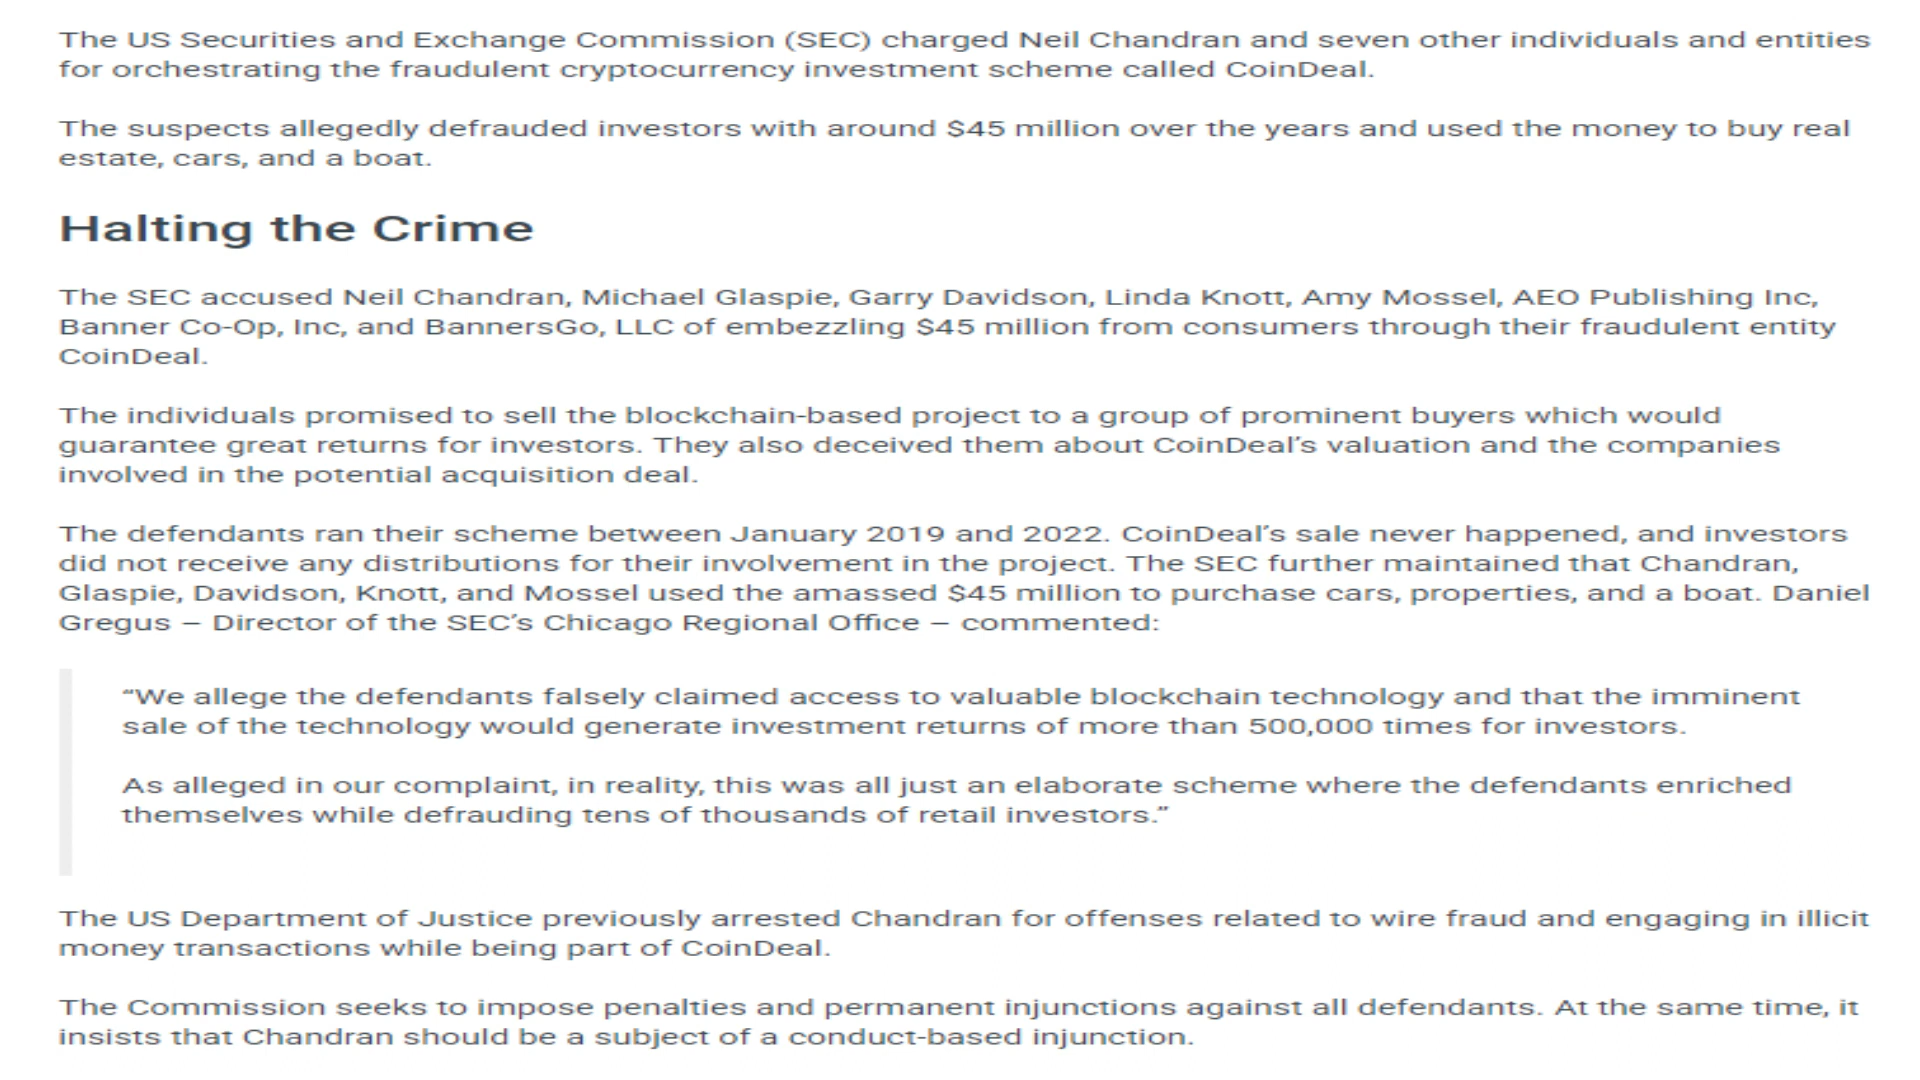 The US Securities and Exchange Commission (SEC) charged Neil Chandran and seven other individuals and entities
for orchestrating the fraudulent cryptocurrency investment scheme called CoinDeal.
The suspects allegedly defrauded investors with around $45 million over the years and used the money to buy real
estate, cars, and a boat.
Halting the Crime
The SEC accused Neil Chandran, Michael Glaspie, Garry Davidson, Linda Knott, Amy Mossel, AEO Publishing Inc,
Banner Co-Op, Inc, and BannersGo, LLC of embezzling $45 million from consumers through their fraudulent entity
CoinDeal.
The individuals promised to sell the blockchain-based project to a group of prominent buyers which would
guarantee great returns for investors. They also deceived them about CoinDeal’s valuation and the companies
involved in the potential acquisition deal.
The defendants ran their scheme between January 2019 and 2022. CoinDeal’s sale never happened, and investors
did not receive any distributions for their involvement in the project. The SEC further maintained that Chandran,
Glaspie, Davidson, Knott, and Mossel used the amassed $45 million to purchase cars, properties, and a boat. Daniel
Gregus – Director of the SEC’s Chicago Regional Office – commented:
“We allege the defendants falsely claimed access to valuable blockchain technology and that the imminent
sale of the technology would generate investment returns of more than 500,000 times for investors.
As alleged in our complaint, in reality, this was all just an elaborate scheme where the defendants enriched
themselves while defrauding tens of thousands of retail investors.”
The US Department of Justice previously arrested Chandran for offenses related to wire fraud and engaging in illicit
money transactions while being part of CoinDeal.
The Commission seeks to impose penalties and permanent injunctions against all defendants. At the same time, it
insists that Chandran should be a subject of a conduct-based injunction.